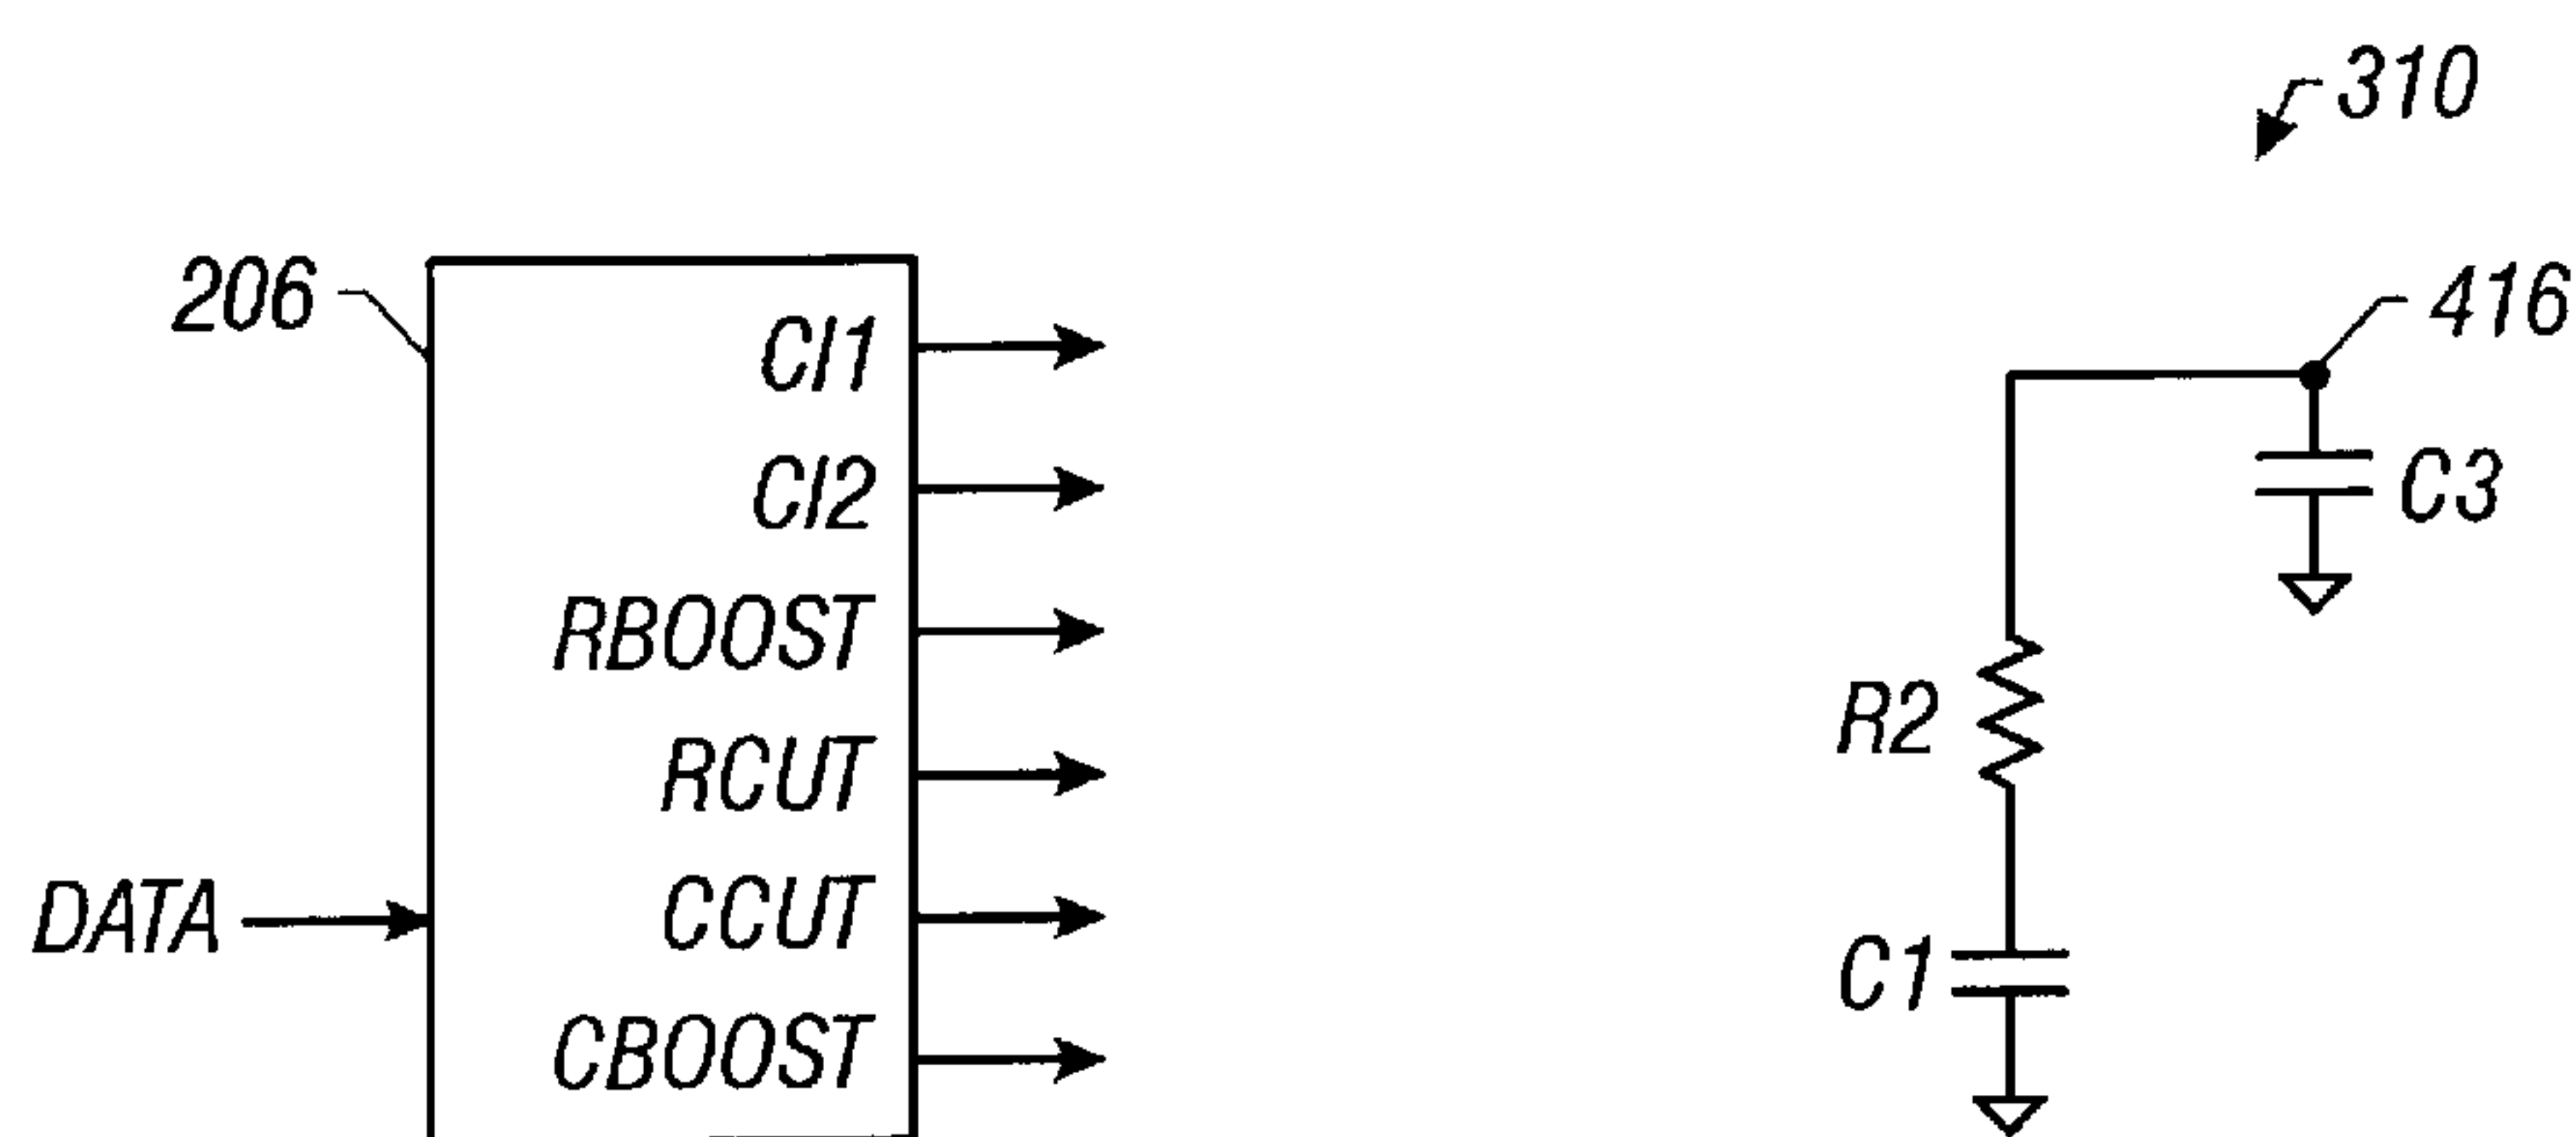 310
206
416
CI1
CI2
C3
RBOOST
R2
RCUT
DATA
CCUT
C1
CBOOST